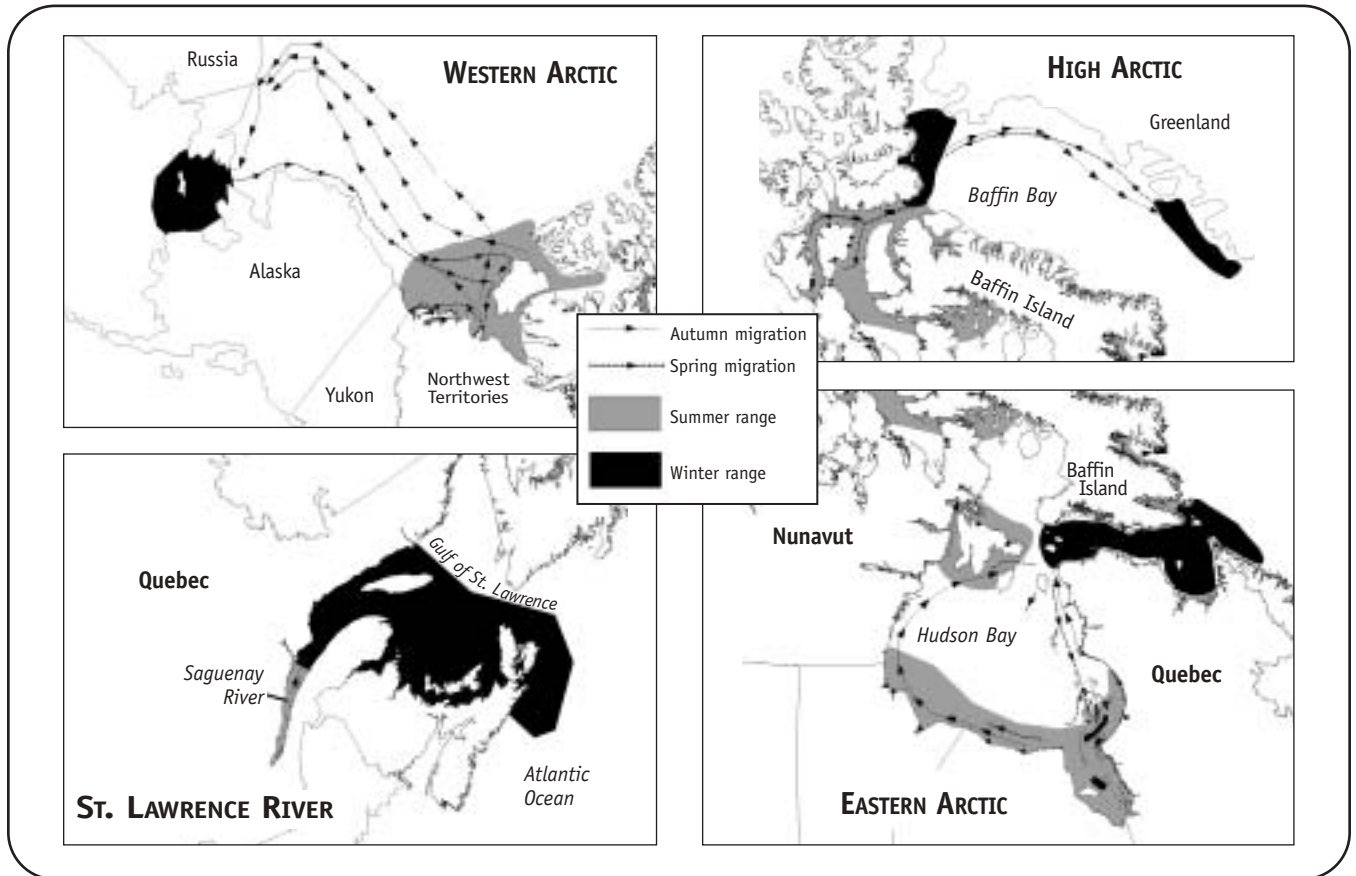 WESTERN ARCTIC
Russia
Alaska
Yukon
Northwest
Territories
HIGH ARCTIC
Greenland
Baffin Bay
Baffin Island
Autumn migration
Spring migration
Summer range
Winter range
Quebec
Gulf of St. Lawrence
Saguenay
River
Atlantic
Ocean
ST. LAWRENCE RIVER
Baffin
Island
Nunavut
Hudson Bay
Quebec
EASTERN ARCTIC